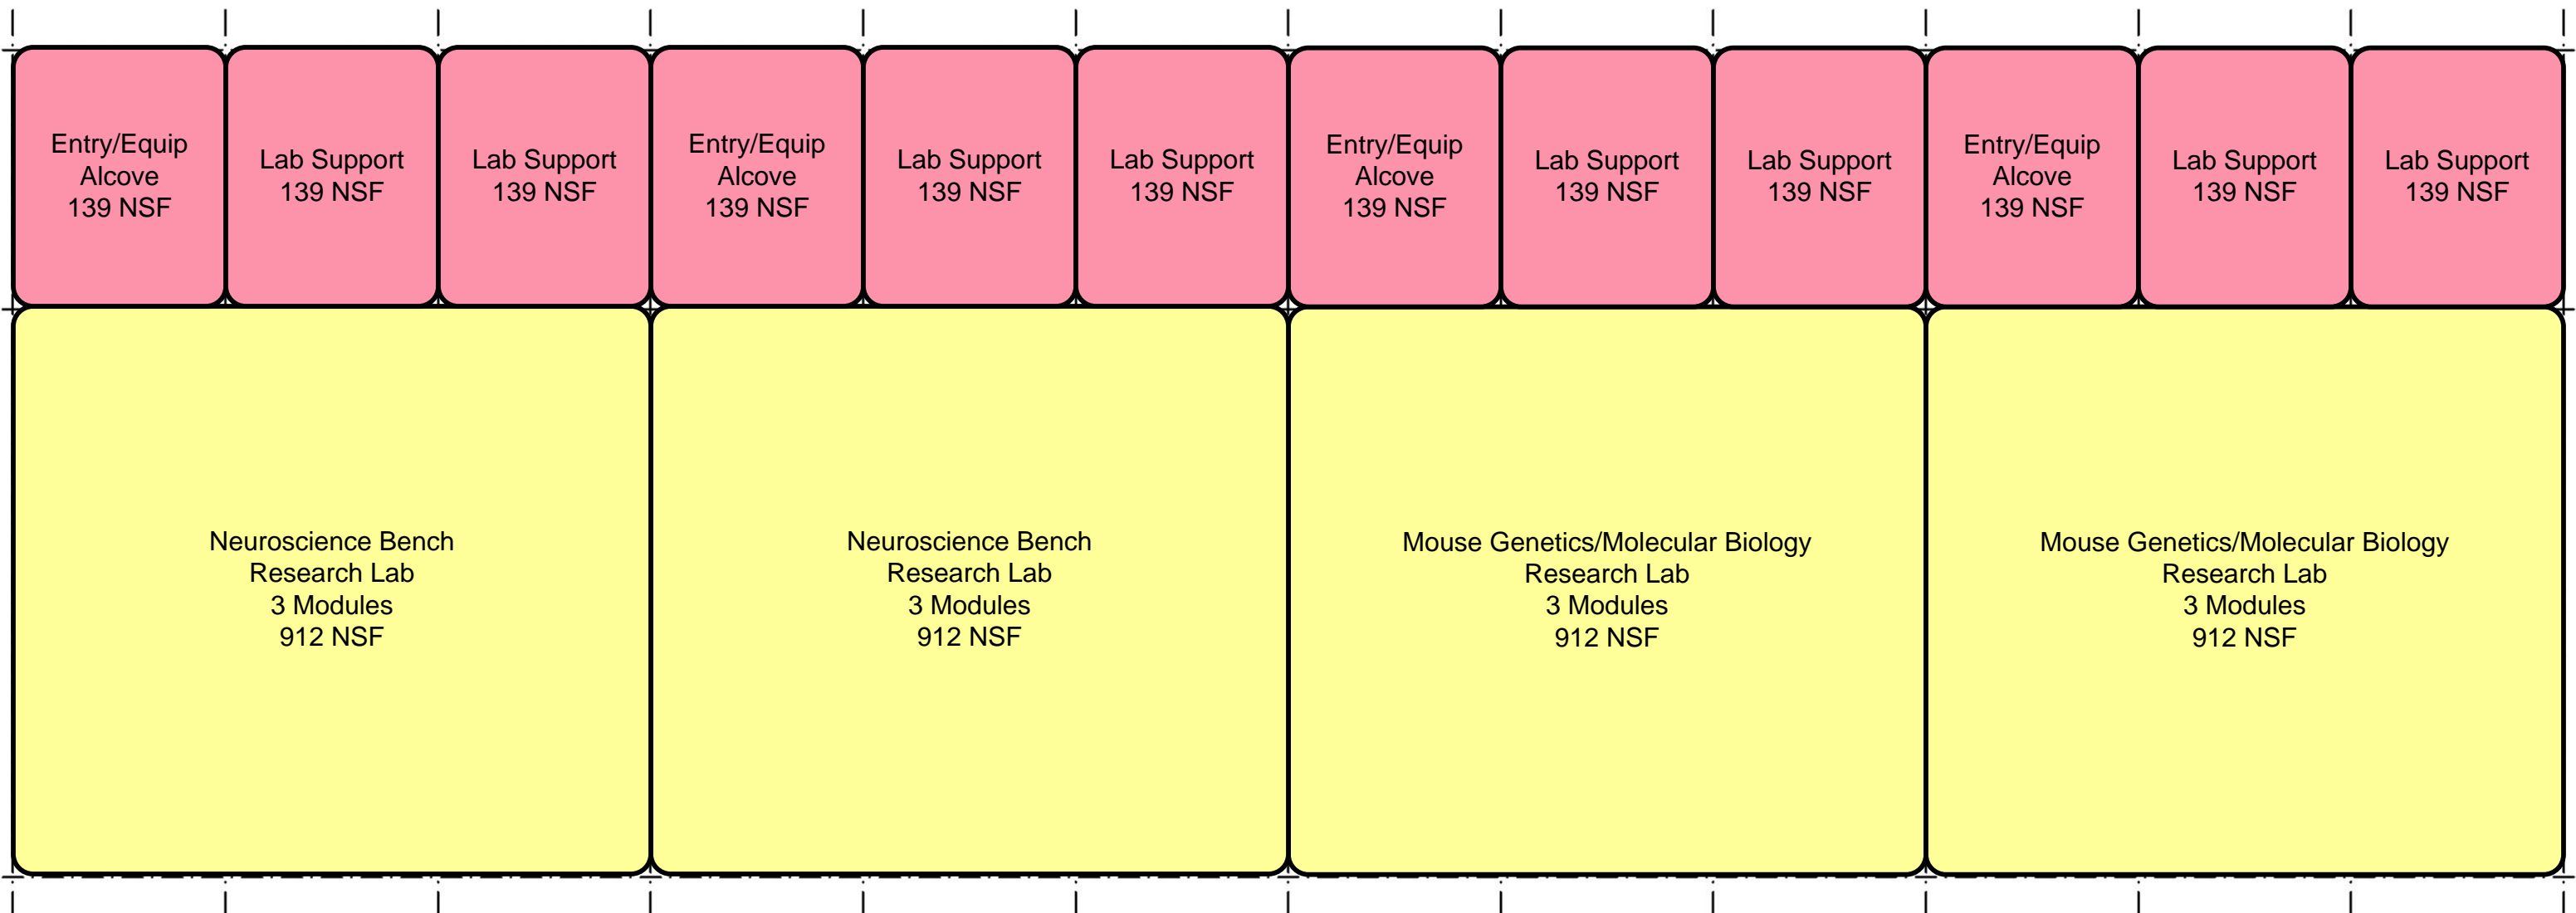 Entry/Equip
Alcove
139 NSF
Lab Support
139 NSF
Lab Support
139 NSF
Entry/Equip
Alcove
139 NSF
Lab Support
139 NSF
Lab Support
139 NSF
Entry/Equip
Alcove
139 NSF
Lab Support
139 NSF
Lab Support
139 NSF
Entry/Equip
Alcove
139 NSF
Lab Support
139 NSF
Lab Support
139 NSF
Neuroscience Bench
Research Lab
3 Modules
912 NSF
Neuroscience Bench
Research Lab
3 Modules
912 NSF
Mouse Genetics/Molecular Biology
Research Lab
3 Modules
912 NSF
Mouse Genetics/Molecular Biology
Research Lab
3 Modules
912 NSF